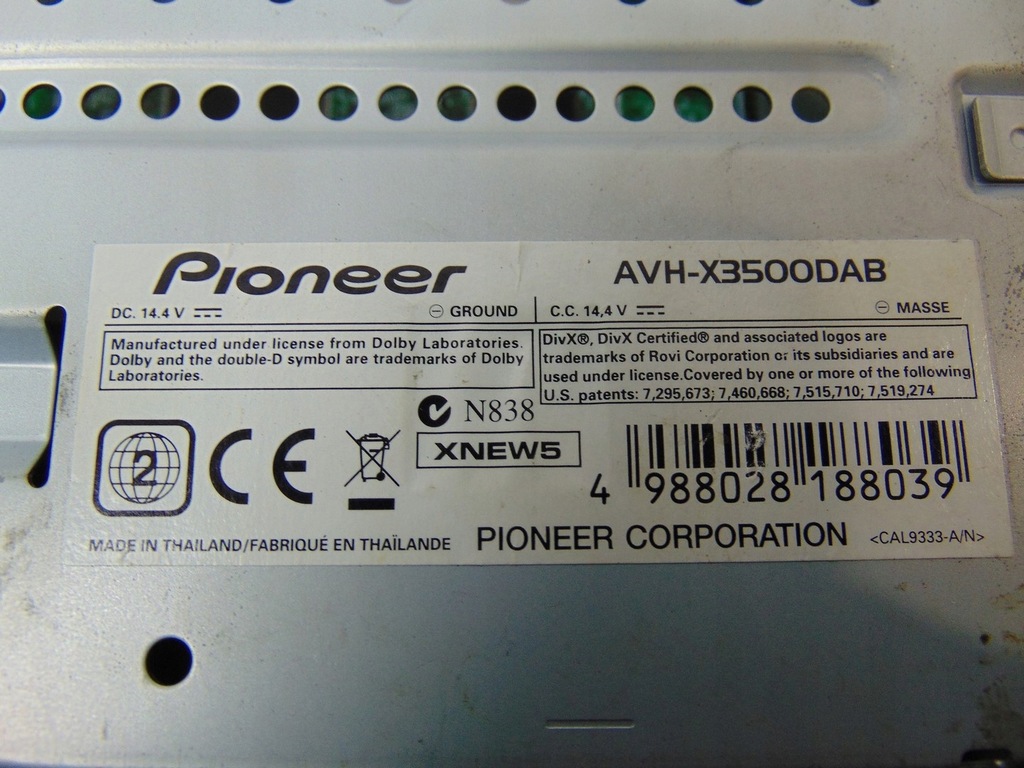 Pioneer AVH-X3500DAB
DC. 14.4 V ⊖ GROUND
C.C. 14,4 V ⊖ MASSE
Manufactured under license from Dolby Laboratories.
Dolby and the double-D symbol are trademarks of Dolby
Laboratories.
DivX®, DivX Certified® and associated logos are
trademarks of Rovi Corporation or its subsidiaries and are
used under license.Covered by one or more of the following
U.S. patents: 7,295,673; 7,460,668; 7,515,710; 7,519,274
N838
2 CE XNEW5
4 988028 188039
MADE IN THAILAND/FABRIQUÉ EN THAÏLANDE PIONEER CORPORATION <CAL9333-A/N>